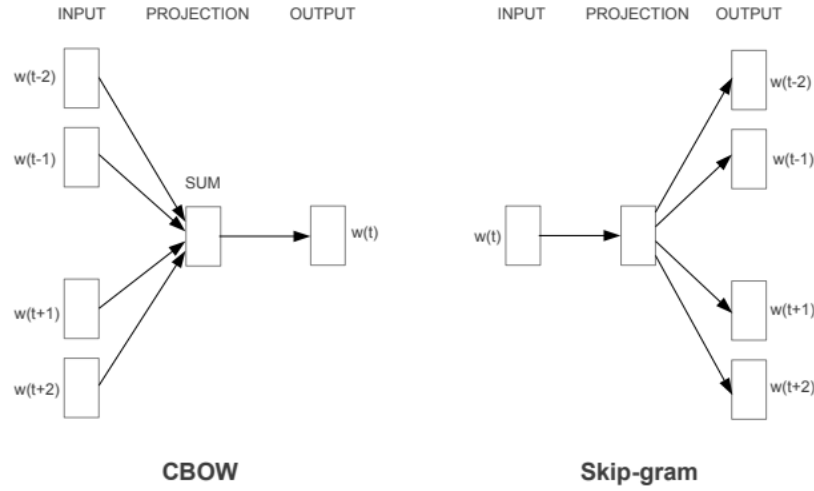 INPUT PROJECTION OUTPUT
w(t-2)
w(t-1)
SUM
w(t)
w(t+1)
w(t+2)
CBOW
INPUT PROJECTION OUTPUT
w(t-2)
w(t-1)
w(t)
w(t+1)
w(t+2)
Skip-gram